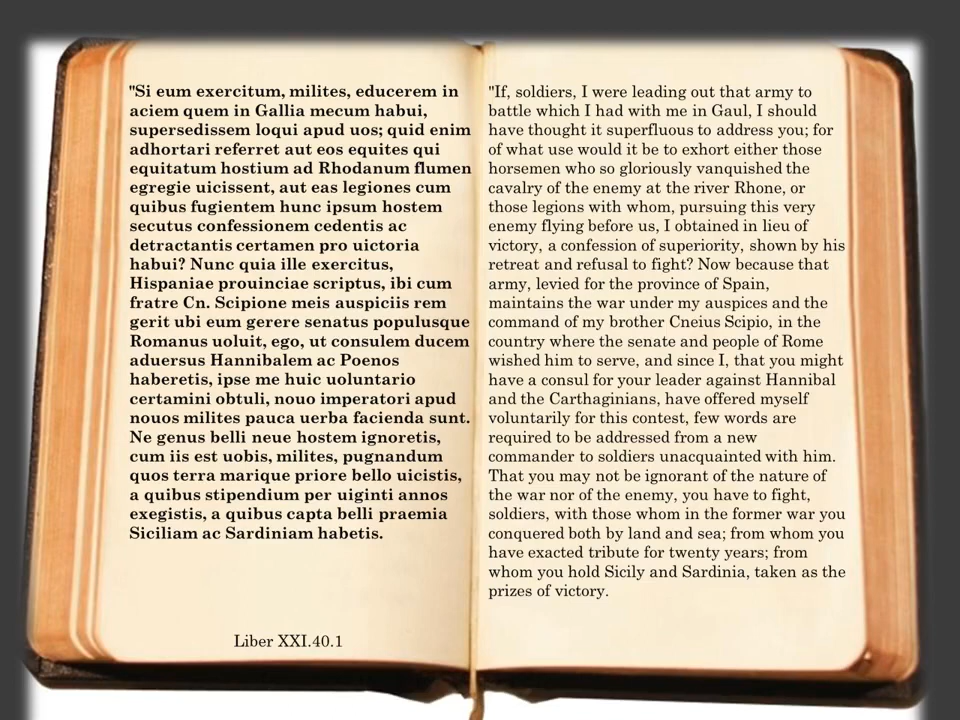 "Si eum exercitum, milites, educerem in
aciem quem in Gallia mecum habui,
supersedissem loqui apud uos; quid enim
adhortari referret aut eos equites qui
equitatum hostium ad Rhodanum flumen
egregie uicissent, aut eas legiones cum
quibus fugientem hunc ipsum hostem
secutus confessionem cedentis ac
detractantis certamen pro uictoria
habui? Nunc quia ille exercitus,
Hispaniae prouinciae scriptus, ibi cum
fratre Cn. Scipione meis auspiciis rem
gerit ubi eum gerere senatus populusque
Romanus uoluit, ego, ut consulem ducem
aduersus Hannibalem ac Poenos
haberetis, ipse me huic uoluntario
certamini obtuli, nouo imperatori apud
nouos milites pauca uerba facienda sunt.
Ne genus belli neue hostem ignoretis,
cum iis est uobis, milites, pugnandum
quos terra marique priore bello uicistis,
a quibus stipendium per uiginti annos
exegistis, a quibus capta belli praemia
Siciliam ac Sardiniam habetis.
Liber XXI.40.1
"If, soldiers, I were leading out that army to
battle which I had with me in Gaul, I should
have thought it superfluous to address you; for
of what use would it be to exhort either those
horsemen who so gloriously vanquished the
cavalry of the enemy at the river Rhone, or
those legions with whom, pursuing this very
enemy flying before us, I obtained in lieu of
victory, a confession of superiority, shown by his
retreat and refusal to fight? Now because that
army, levied for the province of Spain,
maintains the war under my auspices and the
command of my brother Cneius Scipio, in the
country where the senate and people of Rome
wished him to serve, and since I, that you might
have a consul for your leader against Hannibal
and the Carthaginians, have offered myself
voluntarily for this contest, few words are
required to be addressed from a new
commander to soldiers unacquainted with him.
That you may not be ignorant of the nature of
the war nor of the enemy, you have to fight,
soldiers, with those whom in the former war you
conquered both by land and sea; from whom you
have exacted tribute for twenty years; from
whom you hold Sicily and Sardinia, taken as the
prizes of victory.